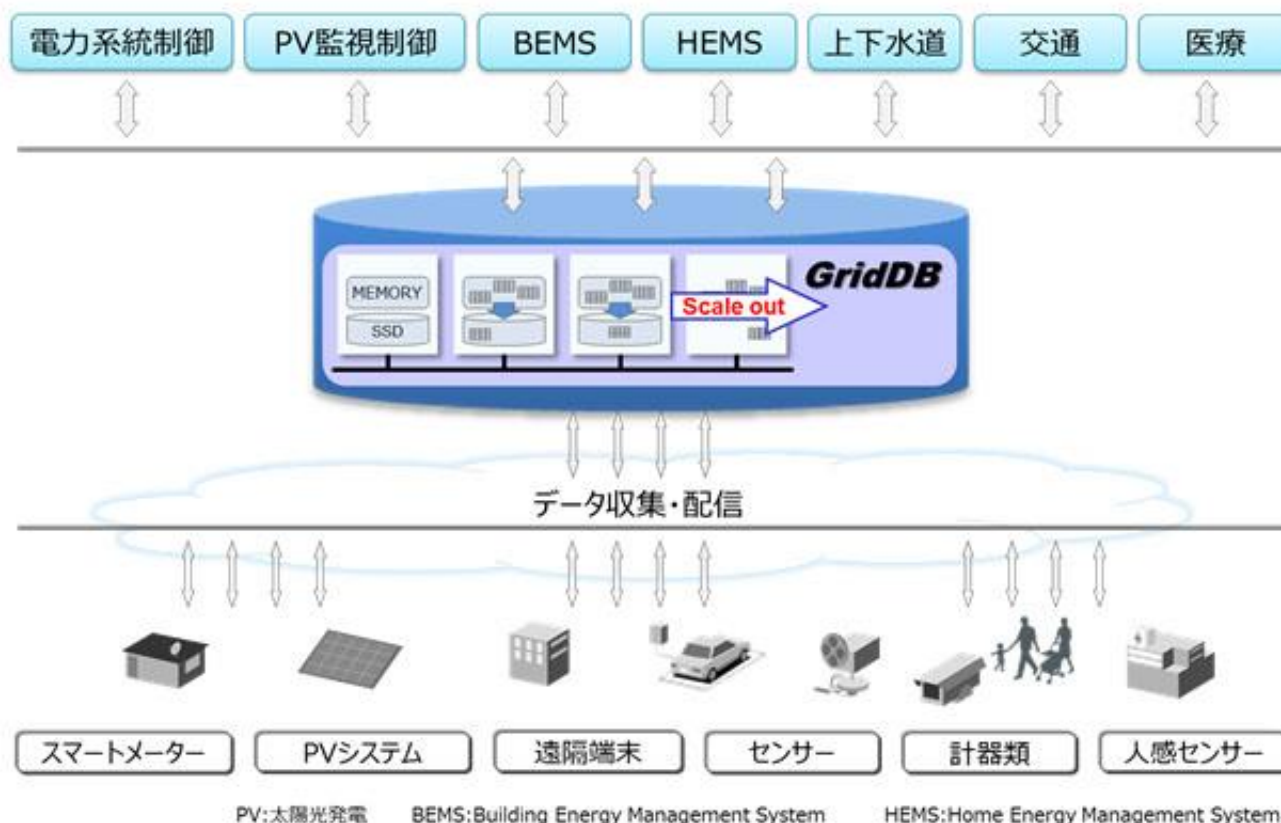 電力系統制御
PV監視制御
BEMS
HEMS
上下水道
交通
医療
GridDB
MEMORY
SSD
Scale out
データ収集・配信
スマートメーター
PVシステム
遠隔端末
センサー
計器類
人感センサー
PV:太陽光発電 BEMS:Building Energy Management System HEMS:Home Energy Management System